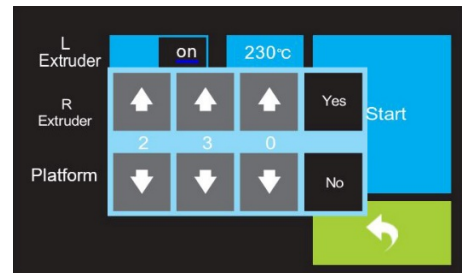 L
Extruder
on
230℃
R
Extruder
Yes
Start
2 3 0
Platform
No